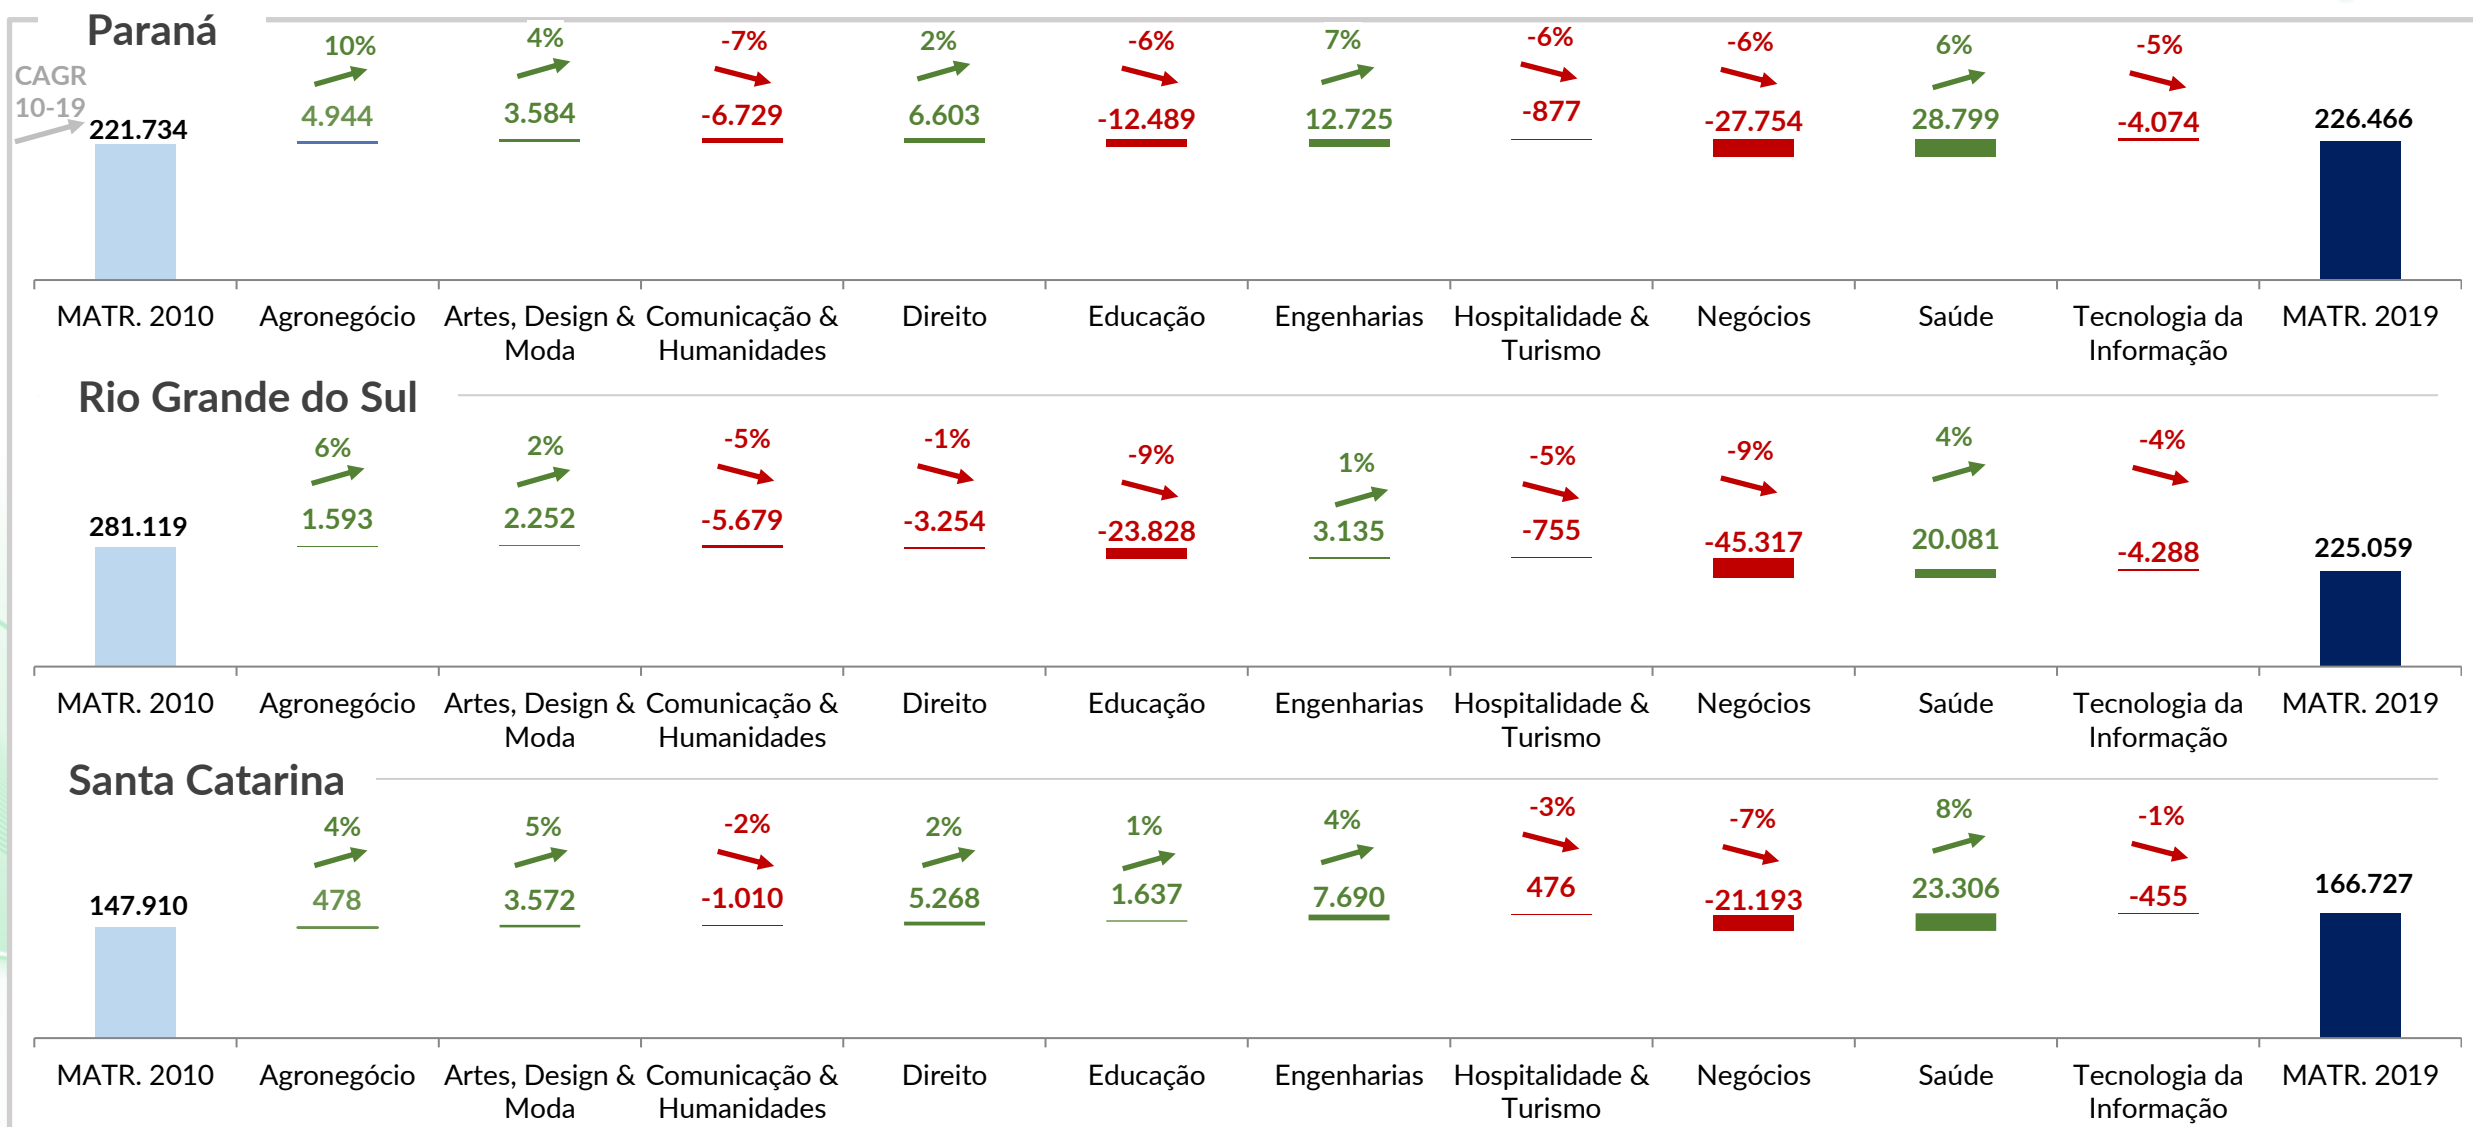 Paraná
CAGR
10-19
10% 4% -7% 2% -6% 7% -6% -6% 6% -5%
221.734 4.944 3.584 -6.729 6.603 -12.489 12.725 -877 -27.754 28.799 -4.074 226.466
MATR. 2010 Agronegócio Artes, Design & Comunicação & Direito Educação Engenharias Hospitalidade & Negócios Saúde Tecnologia da MATR. 2019
Moda Humanidades Turismo Informação
Rio Grande do Sul
6% 2% -5% -1% -9% 1% -5% -9% 4% -4%
281.119 1.593 2.252 -5.679 -3.254 -23.828 3.135 -755 -45.317 20.081 -4.288 225.059
MATR. 2010 Agronegócio Artes, Design & Comunicação & Direito Educação Engenharias Hospitalidade & Negócios Saúde Tecnologia da MATR. 2019
Moda Humanidades Turismo Informação
Santa Catarina
4% 5% -2% 2% 1% 4% -3% -7% 8% -1%
147.910 478 3.572 -1.010 5.268 1.637 7.690 476 -21.193 23.306 -455 166.727
MATR. 2010 Agronegócio Artes, Design & Comunicação & Direito Educação Engenharias Hospitalidade & Negócios Saúde Tecnologia da MATR. 2019
Moda Humanidades Turismo Informação